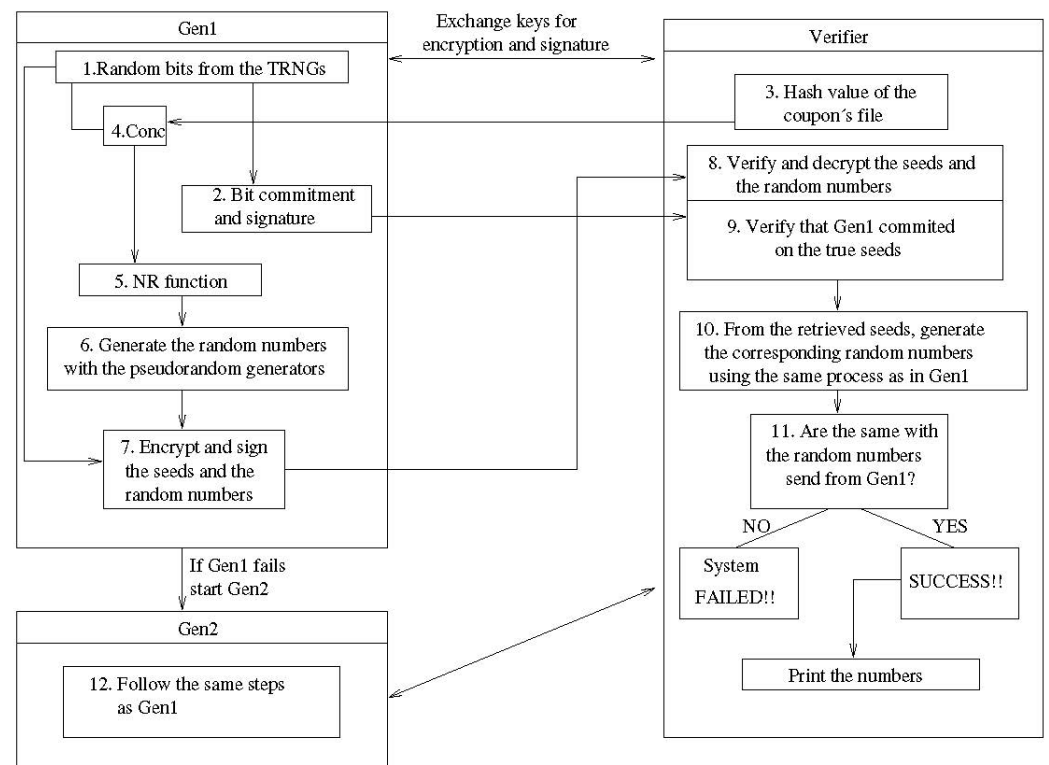 Gen1
1.Random bits from the TRNGs
4.Conc
2. Bit commitment
and signature
5. NR function
6. Generate the random numbers
with the pseudorandom generators
7. Encrypt and sign
the seeds and the
random numbers
If Gen1 fails
start Gen2
Gen2
12. Follow the same steps
as Gen1
Exchange keys for
encryption and signature
Verifier
3. Hash value of the
coupon´s file
8. Verify and decrypt the seeds and
the random numbers
9. Verify that Gen1 commited
on the true seeds
10. From the retrieved seeds, generate
the corresponding random numbers
using the same process as in Gen1
11. Are the same with
the random numbers
send from Gen1?
NO
YES
System
FAILED!!
SUCCESS!!
Print the numbers